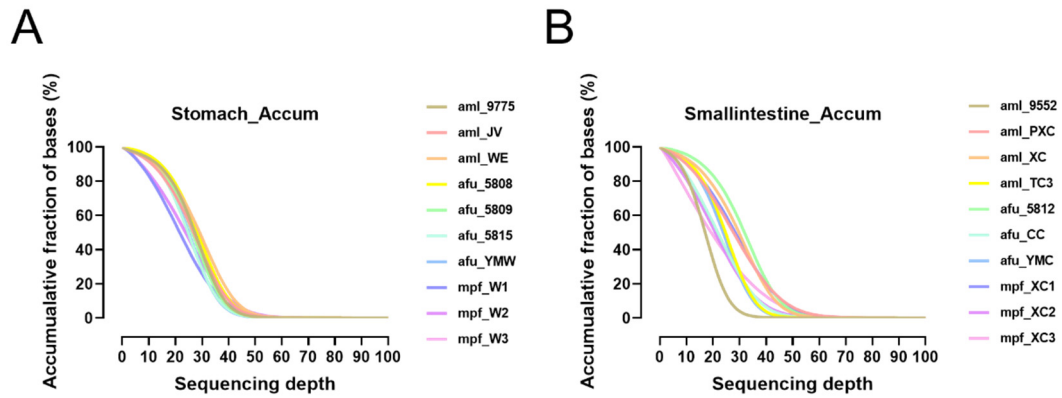 A
Stomach_Accum
Accumulative fraction of bases (%)
100
80
60
40
20
0
0 10 20 30 40 50 60 70 80 90 100
Sequencing depth
aml_9775
aml_JV
aml_WE
afu_5808
afu_5809
afu_5815
afu_YMW
mpf_W1
mpf_W2
mpf_W3
B
Smallintestine_Accum
Accumulative fraction of bases (%)
100
80
60
40
20
0
0 10 20 30 40 50 60 70 80 90 100
Sequencing depth
aml_9552
aml_PXC
aml_XC
aml_TC3
afu_5812
afu_CC
afu_YMC
mpf_XC1
mpf_XC2
mpf_XC3